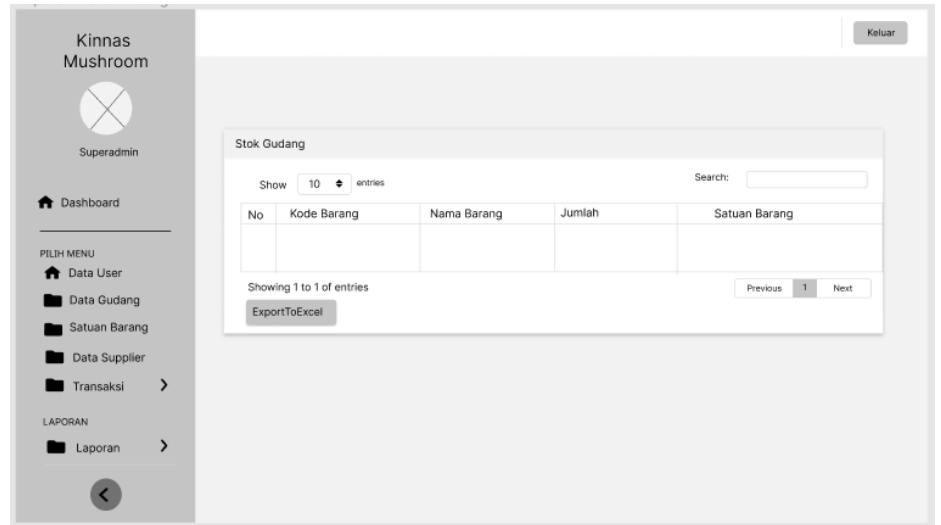 Kinnas
Mushroom
Keluar
Superadmin
Dashboard
PILIH MENU
Data User
Data Gudang
Satuan Barang
Data Supplier
Transaksi
LAPORAN
Laporan
Stok Gudang
Show 10 entries
Search:
No Kode Barang Nama Barang Jumlah Satuan Barang
Showing 1 to 1 of entries
Previous 1 Next
ExportToExcel